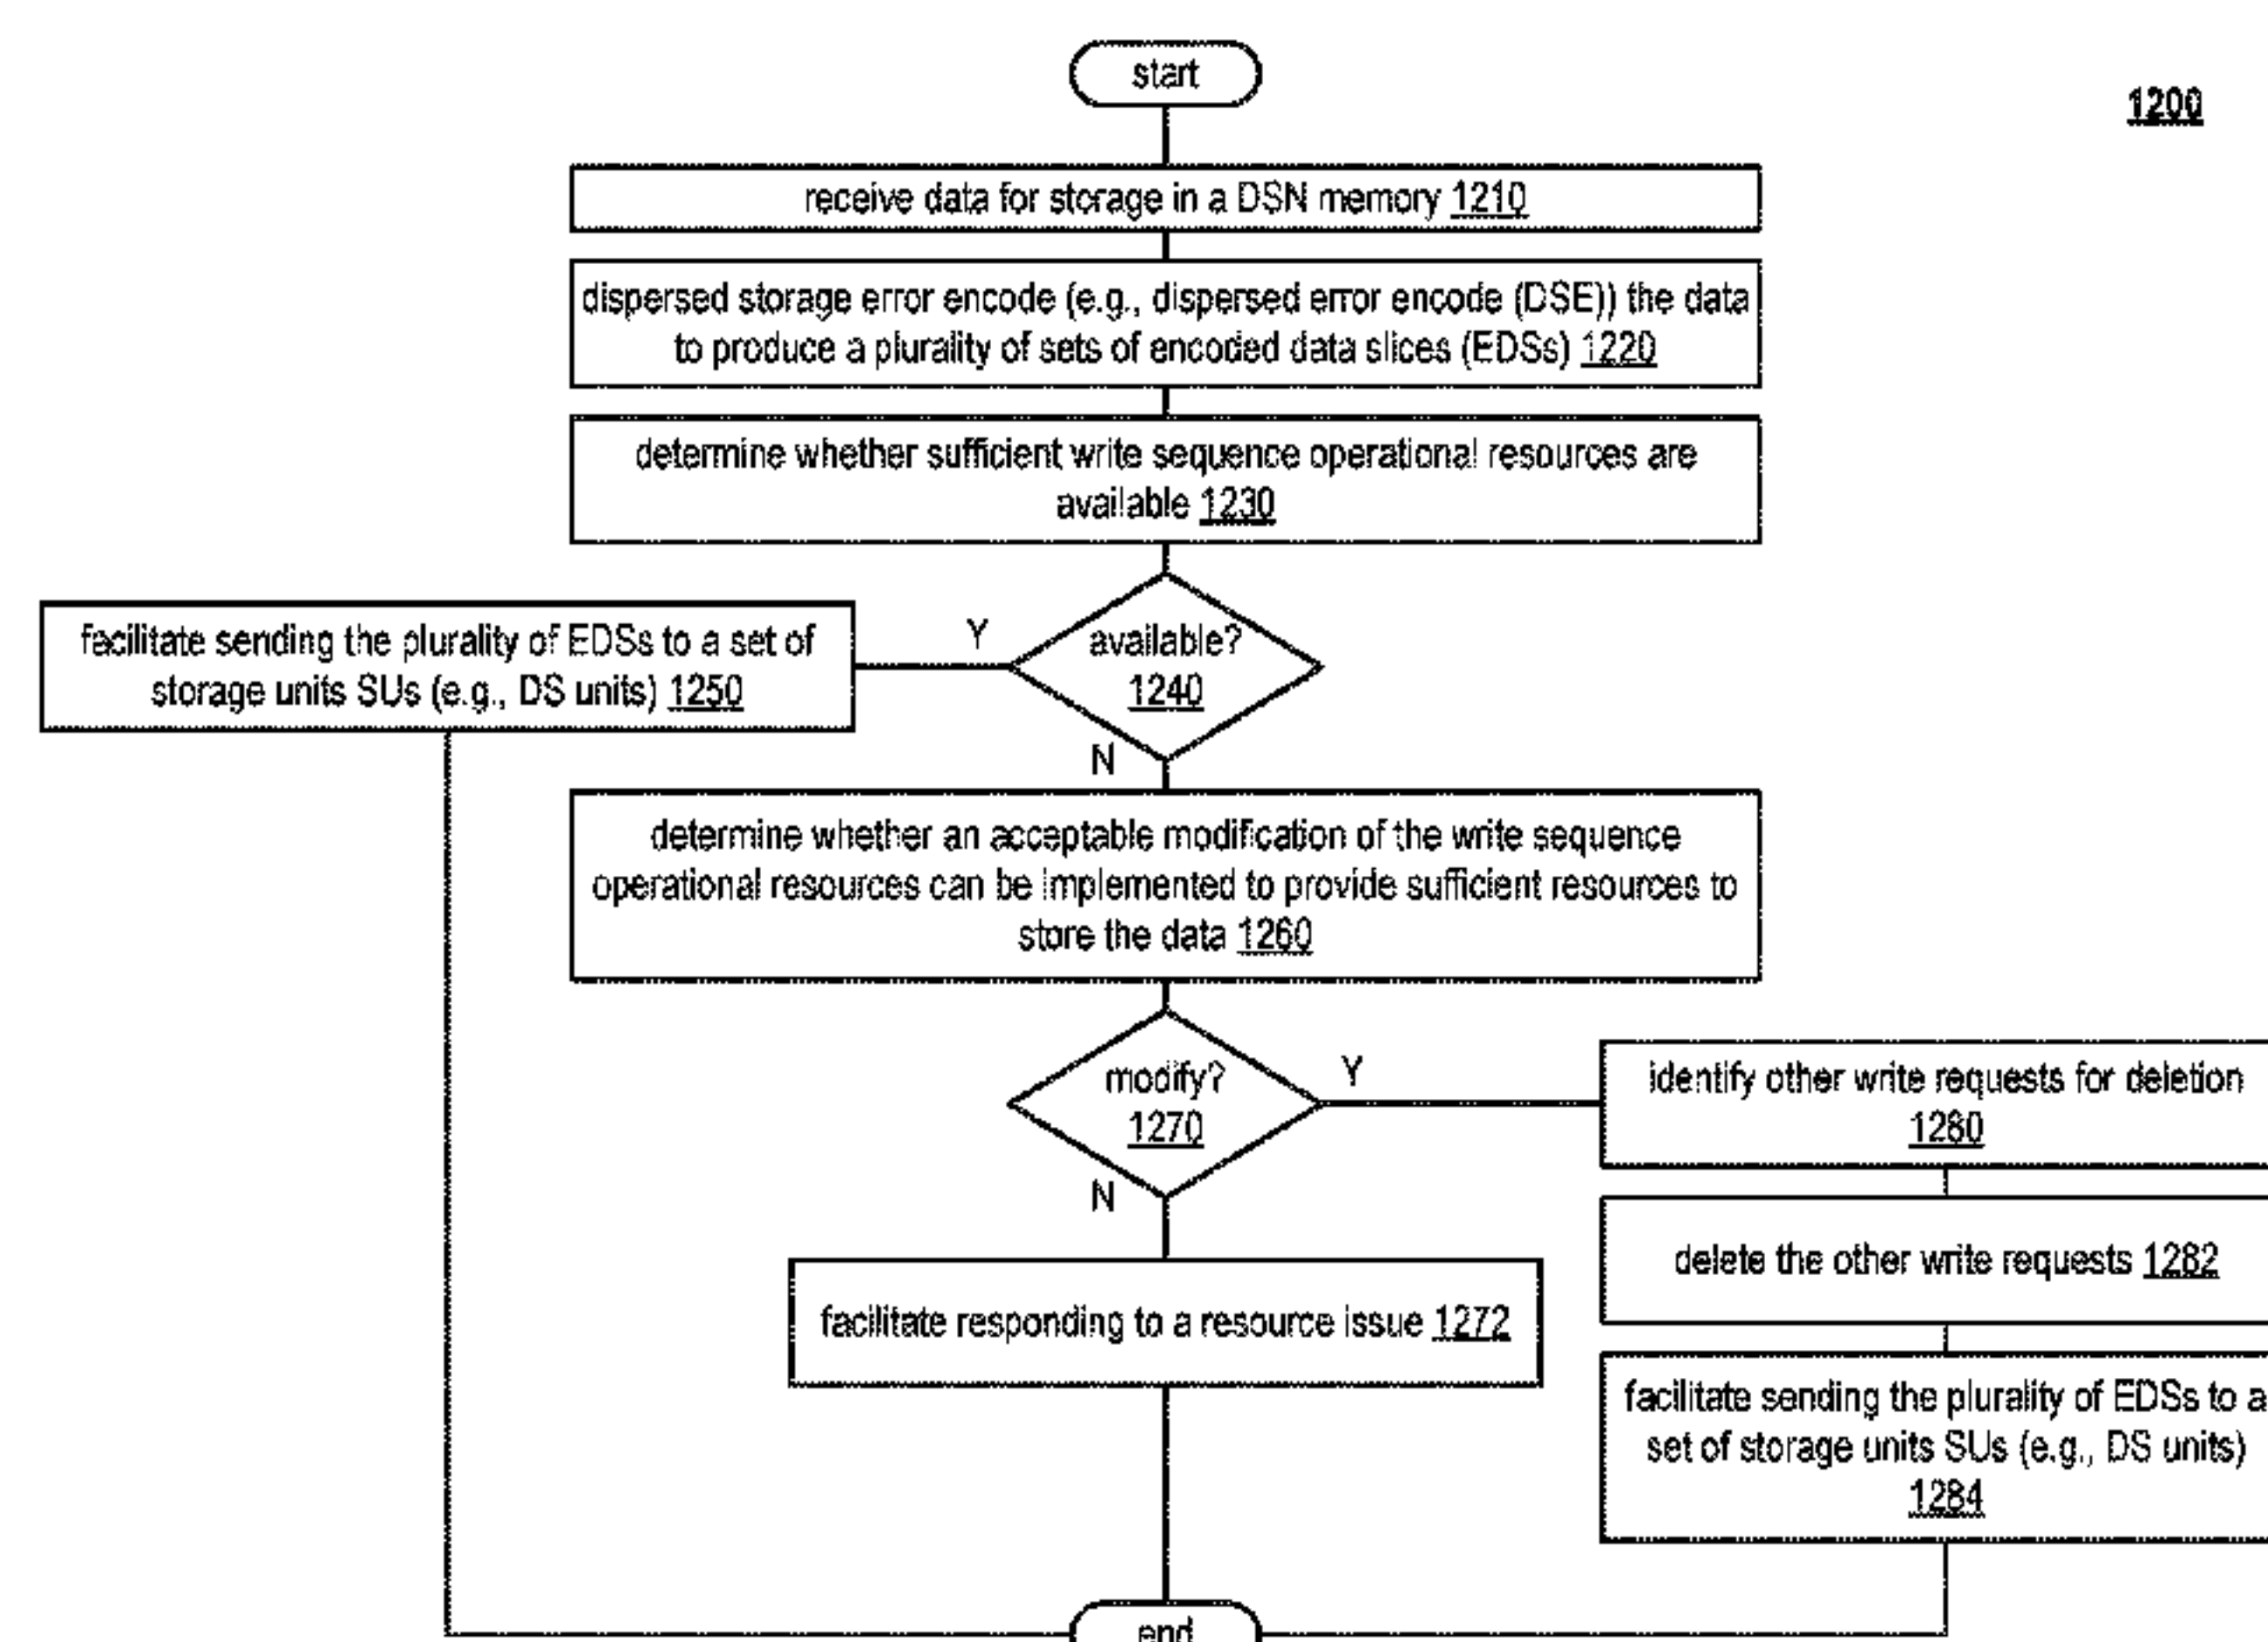 start
1200
receive data for storage in a DSN memory 1210
dispersed storage error encode (e.g., dispersed error encode (DSE)) the data
to produce a plurality of sets of encoded data slices (EDSs) 1220
determine whether sufficient write sequence operational resources are
available 1230
available?
1240
Y
N
facilitate sending the plurality of EDSs to a set of
storage units SUs (e.g., DS units) 1250
determine whether an acceptable modification of the write sequence
operational resources can be implemented to provide sufficient resources to
store the data 1260
modify?
1270
Y
N
identify other write requests for deletion
1280
delete the other write requests 1282
facilitate sending the plurality of EDSs to a
set of storage units SUs (e.g., DS units)
1284
facilitate responding to a resource issue 1272
end